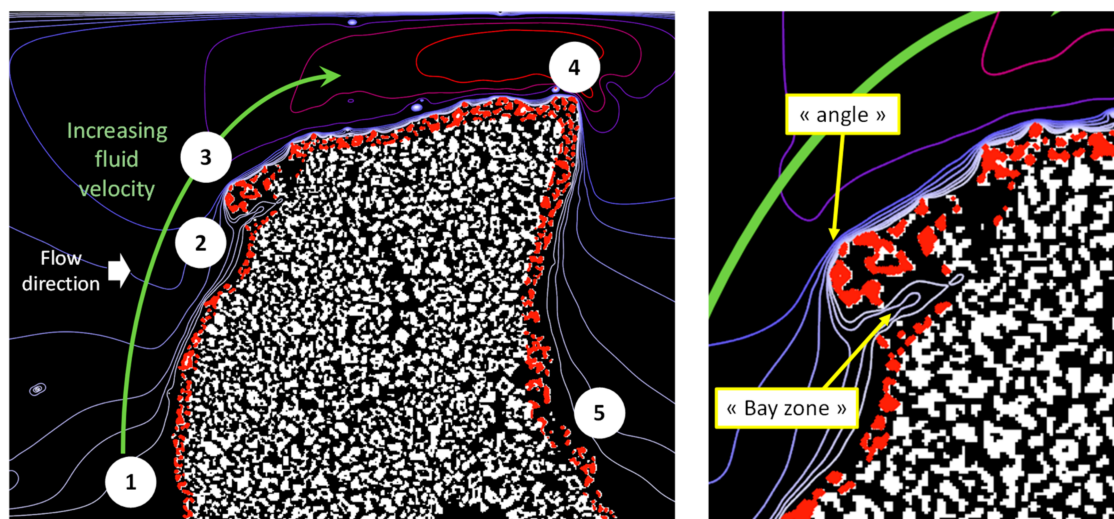 4
« angle »
Increasing
fluid
velocity
3
2
Flow
direction
« Bay zone »
5
1